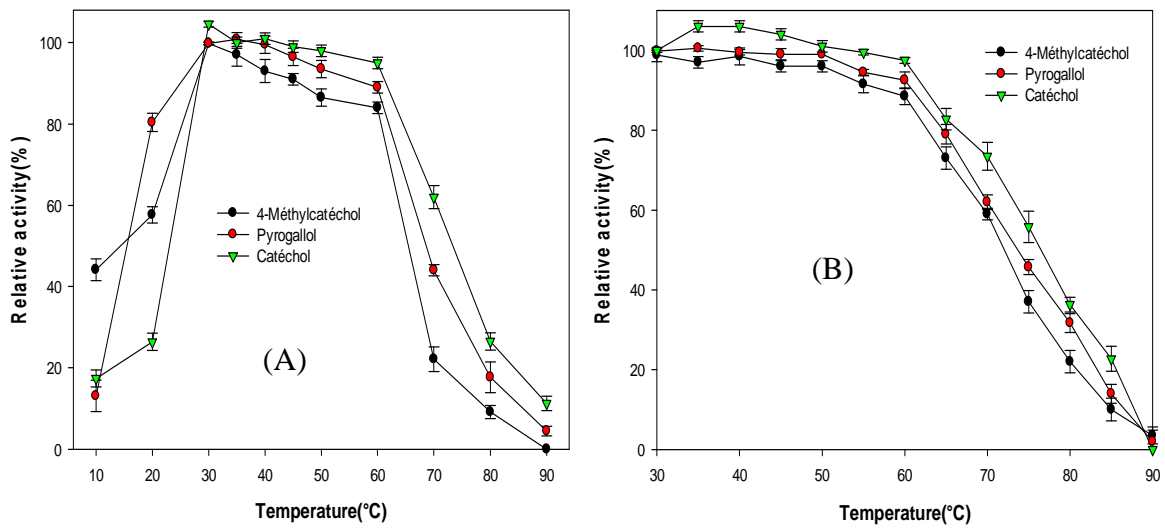 Relative activity(%)
100
80
60
40
20
0
4-Méthylcatéchol
Pyrogallol
Catéchol
(A)
10 20 30 40 50 60 70 80 90
Temperature(°C)
Relative activity(%)
100
80
60
40
20
0
4-Méthylcatéchol
Pyrogallol
Catéchol
(B)
30 40 50 60 70 80 90
Temperature(°C)